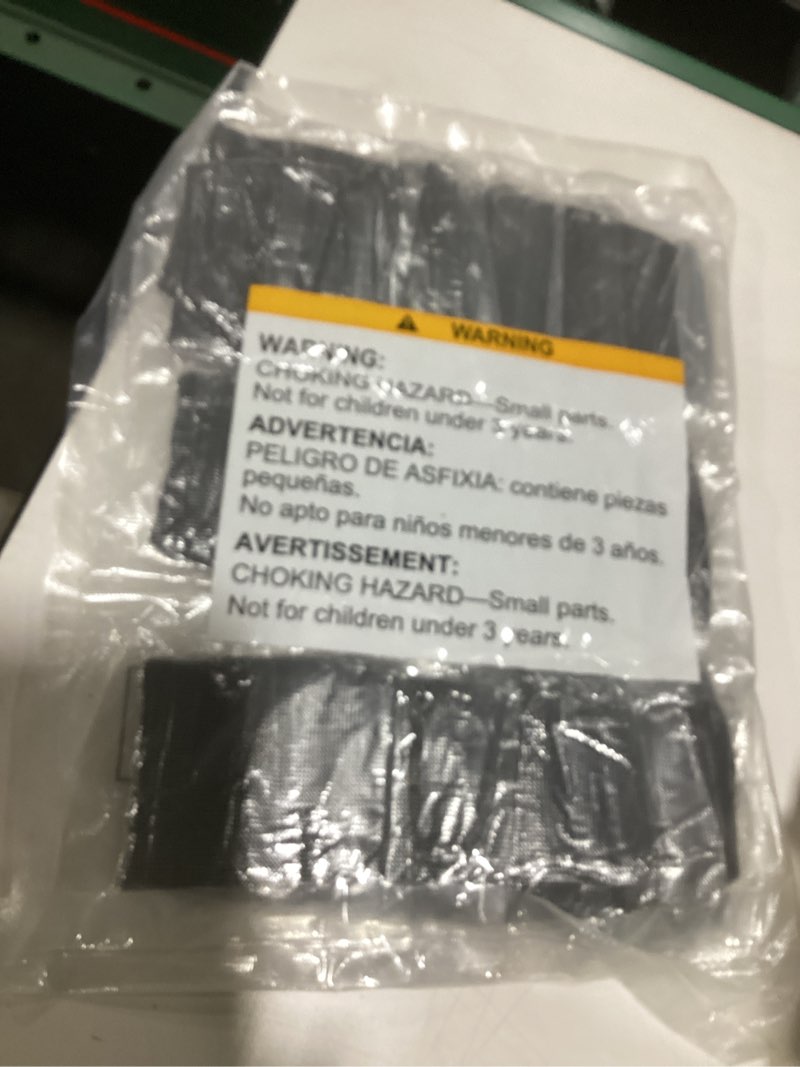 WARNING
WARNING:
CHOKING HAZARD—Small parts.
Not for children under 3 years.
ADVERTENCIA:
PELIGRO DE ASFIXIA: contiene piezas
pequeñas.
No apto para niños menores de 3 años.
AVERTISSEMENT:
CHOKING HAZARD—Small parts.
Not for children under 3 years.